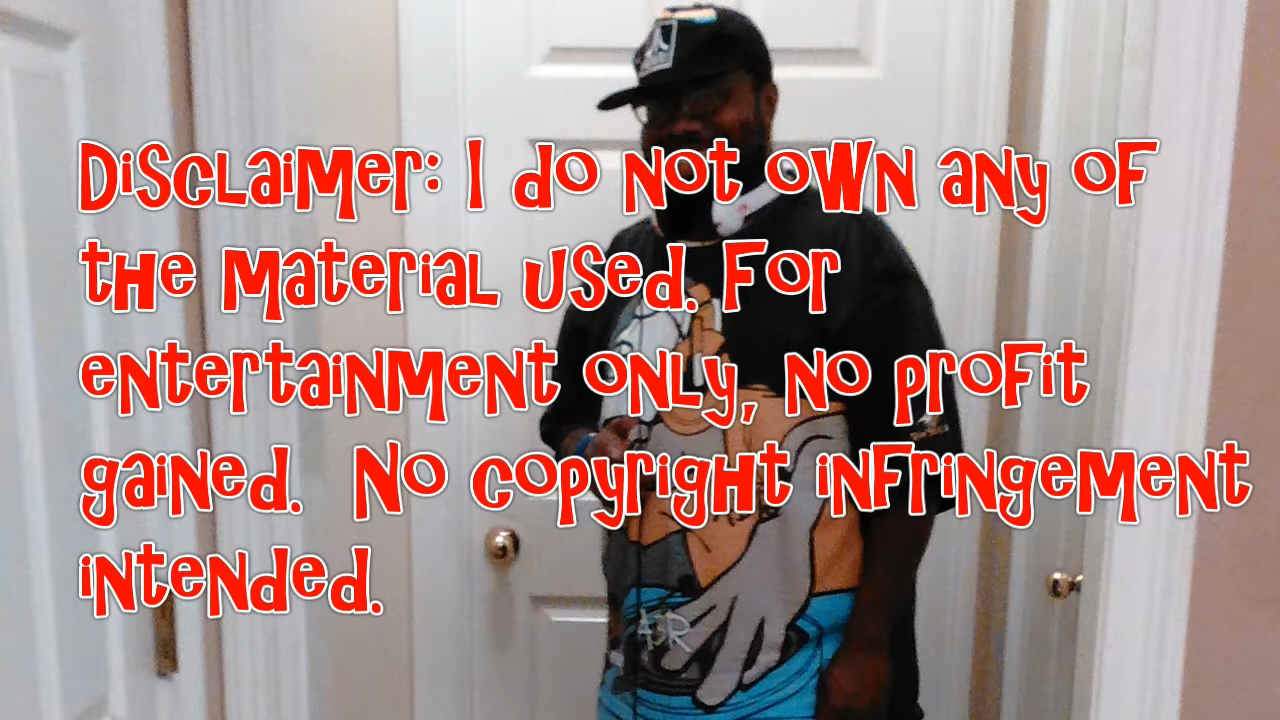 Disclaimer: I do not own any of
the material used. For
entertainment only, no profit
gained.  No copyright infringement
intended.
A3R